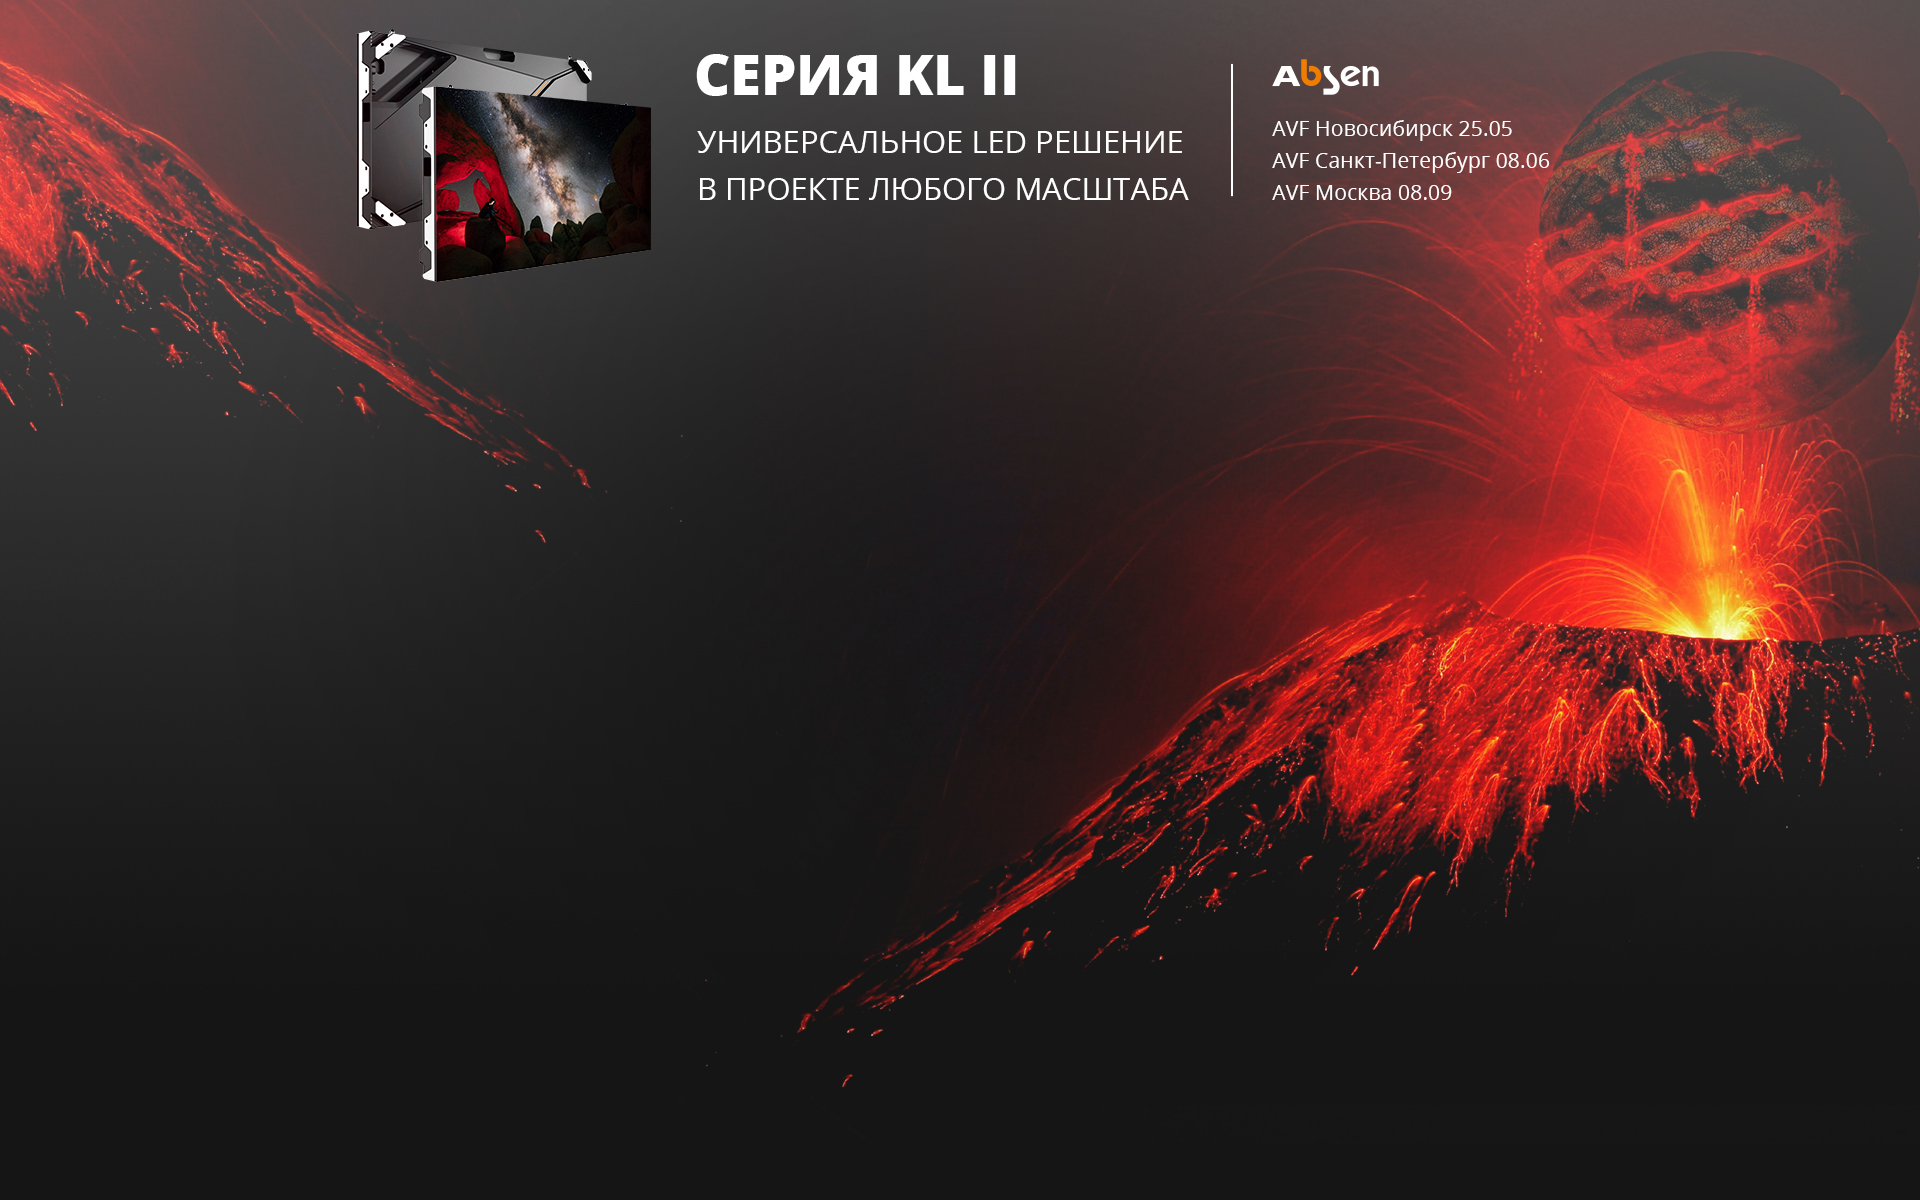 СЕРИЯ KL II
УНИВЕРСАЛЬНОЕ LED РЕШЕНИЕ
В ПРОЕКТЕ ЛЮБОГО МАСШТАБА
Absen
AVF Новосибирск 25.05
AVF Санкт-Петербург 08.06
AVF Москва 08.09